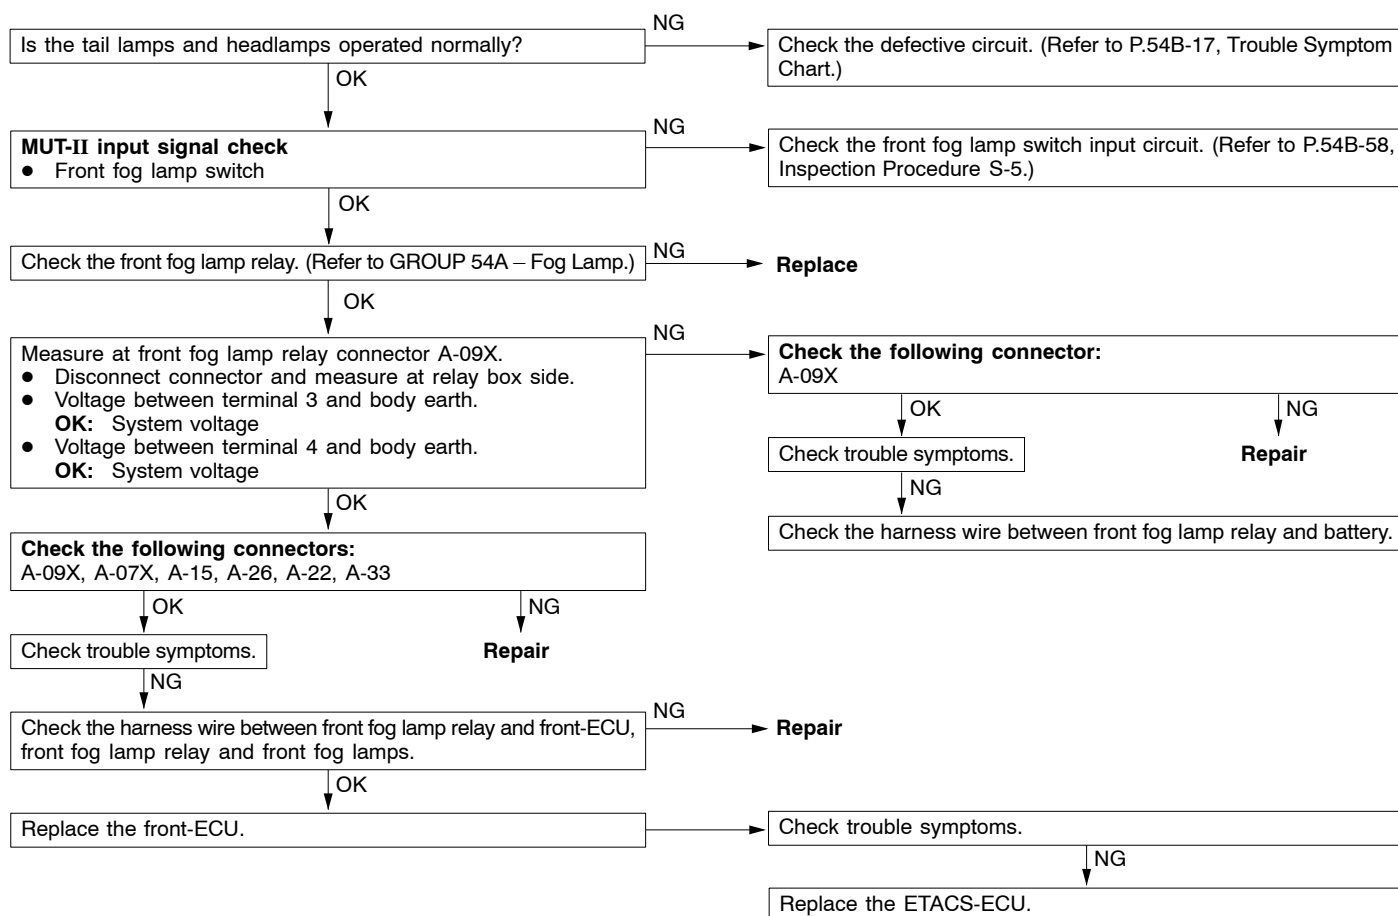 Is the tail lamps and headlamps operated normally?
NG
Check the defective circuit. (Refer to P.54B-17, Trouble Symptom
Chart.)
OK
MUT-II input signal check
● Front fog lamp switch
NG
Check the front fog lamp switch input circuit. (Refer to P.54B-58,
Inspection Procedure S-5.)
OK
Check the front fog lamp relay. (Refer to GROUP 54A – Fog Lamp.)
NG
Replace
OK
Measure at front fog lamp relay connector A-09X.
● Disconnect connector and measure at relay box side.
● Voltage between terminal 3 and body earth.
OK: System voltage
● Voltage between terminal 4 and body earth.
OK: System voltage
NG
Check the following connector:
A-09X
OK
NG
Check trouble symptoms.
Repair
NG
Check the harness wire between front fog lamp relay and battery.
OK
Check the following connectors:
A-09X, A-07X, A-15, A-26, A-22, A-33
OK
NG
Check trouble symptoms.
Repair
NG
Check the harness wire between front fog lamp relay and front-ECU,
front fog lamp relay and front fog lamps.
NG
Repair
OK
Replace the front-ECU.
Check trouble symptoms.
NG
Replace the ETACS-ECU.